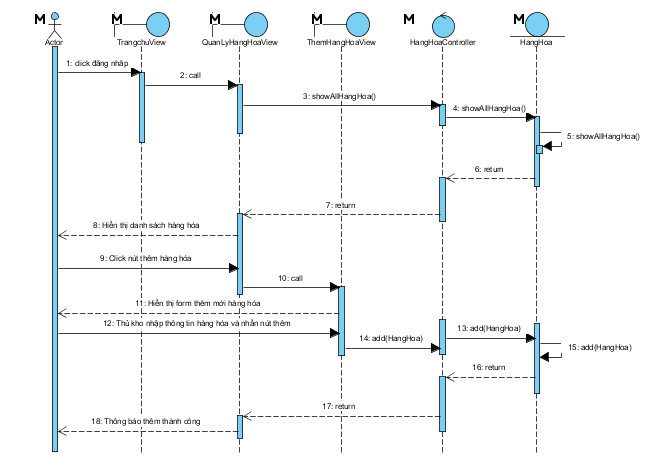 M M M M M M
Actor TrangchuView QuanLyHangHoaView ThemHangHoaView HangHoaController HangHoa
1: click đăng nhập
2: call
3: showAllHangHoa()
4: showAllHangHoa()
5: showAllHangHoa()
6: return
7: return
8: Hiển thị danh sách hàng hóa
9: Click nút thêm hàng hóa
10: call
11: Hiển thị form thêm mới hàng hóa
12: Thủ kho nhập thông tin hàng hóa và nhấn nút thêm
13: add(HangHoa)
14: add(HangHoa)
15: add(HangHoa)
16: return
17: return
18: Thông báo thêm thành công